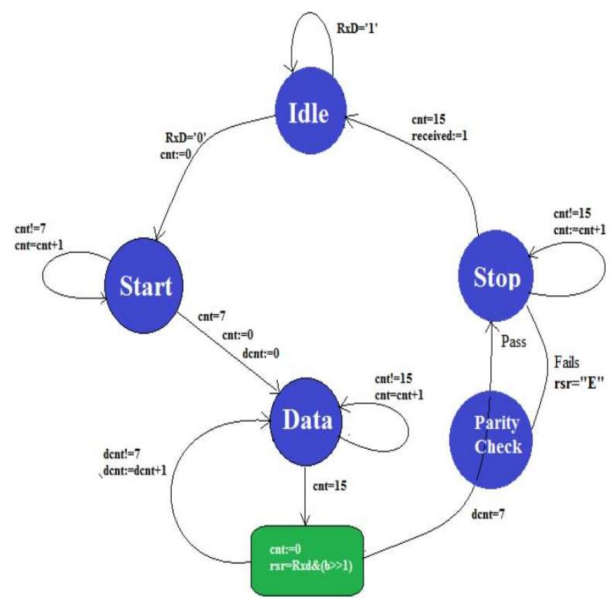 RxD='1'
Idle
cnt=15
received:=1
RxD='0'
cnt:=0
cnt!=7
cnt=cnt+1
Start
cnt!=15
cnt:=cnt+1
Stop
cnt=7
cnt:=0
dcnt:=0
Pass
Fails
rsr="E"
cnt!=15
cnt=cnt+1
Data
Parity
Check
dcnt!=7
dcnt:=dcnt+1
cnt=15
dcnt=7
cnt:=0
rsr=Rxd&(b>>1)